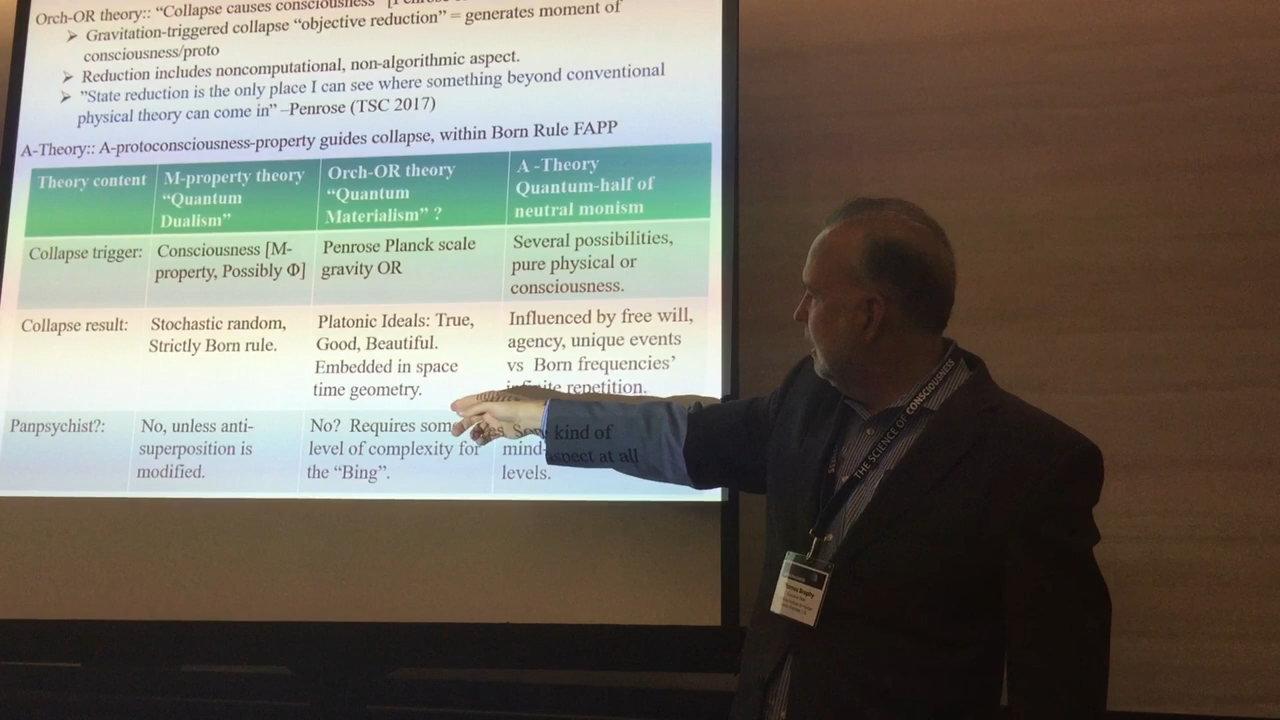 Orch-OR theory:: “Collapse causes consciousness”
➢ Gravitation-triggered collapse “objective reduction” = generates moment of
consciousness/proto
➢ Reduction includes noncomputational, non-algorithmic aspect.
➢ ”State reduction is the only place I can see where something beyond conventional
physical theory can come in” –Penrose (TSC 2017)
A-Theory:: A-protoconsciousness-property guides collapse, within Born Rule FAPP
Theory content
M-property theory
“Quantum
Dualism”
Orch-OR theory
“Quantum
Materialism” ?
A -Theory
Quantum-half of
neutral monism
Collapse trigger:
Consciousness [M-
property, Possibly Φ]
Penrose Planck scale
gravity OR
Several possibilities,
pure physical or
consciousness.
Collapse result:
Stochastic random,
Strictly Born rule.
Platonic Ideals: True,
Good, Beautiful.
Embedded in space
time geometry.
Influenced by free will,
agency, unique events
vs Born frequencies’
infinite repetition.
Panpsychist?:
No, unless anti-
superposition is
modified.
No? Requires some
level of complexity for
the “Bing”.
kind of
mind-aspect at all
levels.
THE SCIENCE OF CONSCIOUSNESS
Brophy